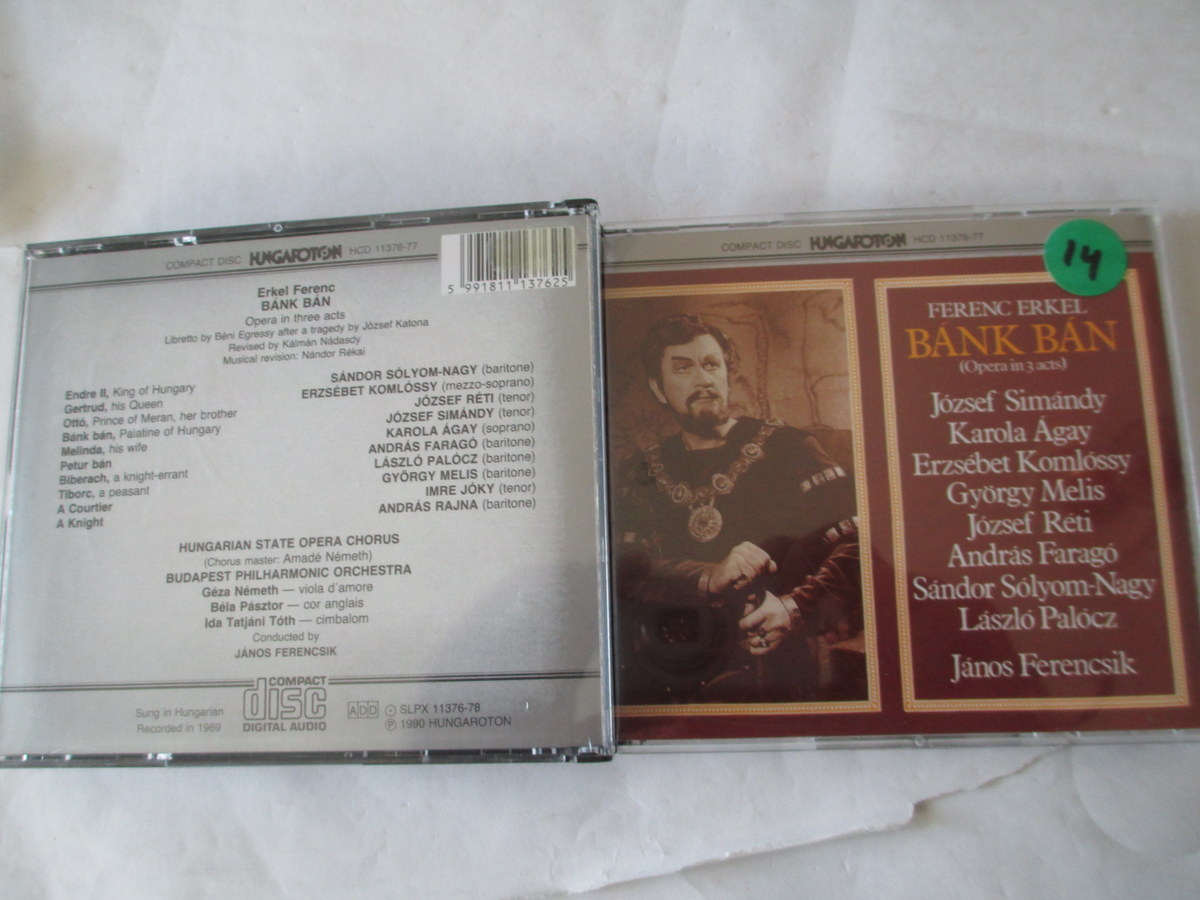 COMPACT DISC HUNGAROTON HCD 11376-77
5 991811 137625
Erkel Ferenc
BÁNK BÁN
Opera in three acts
Libretto by Béni Egressy after a tragedy by József Katona
Revised by Kálmán Nádasdy
Musical revision: Nándor Rékai
Endre II, King of Hungary SÁNDOR SÓLYOM-NAGY (baritone)
Gertrud, his Queen ERZSÉBET KOMLÓSSY (mezzo-soprano)
Ottó, Prince of Meran, her brother JÓZSEF RÉTI (tenor)
Bánk bán, Palatine of Hungary JÓZSEF SIMÁNDY (tenor)
Melinda, his wife KAROLA ÁGAY (soprano)
Petur bán ANDRÁS FARAGÓ (baritone)
Biberach, a knight-errant LÁSZLÓ PALÓCZ (baritone)
Tiborc, a peasant GYÖRGY MELIS (baritone)
A Courtier IMRE JÓKY (tenor)
A Knight ANDRÁS RAJNA (baritone)
HUNGARIAN STATE OPERA CHORUS
(Chorus master: Amadé Németh)
BUDAPEST PHILHARMONIC ORCHESTRA
Géza Németh — viola d'amore
Béla Pásztor — cor anglais
Ida Tatjáni Tóth — cimbalom
Conducted by
JÁNOS FERENCSIK
Sung in Hungarian
Recorded in 1969
COMPACT
disc
DIGITAL AUDIO
ADD
SLPX 11376-78
Ⓟ 1990 HUNGAROTON
COMPACT DISC HUNGAROTON HCD 11376-77
14
FERENC ERKEL
BÁNK BÁN
(Opera in 3 acts)
József Simándy
Karola Ágay
Erzsébet Komlóssy
György Melis
József Réti
András Faragó
Sándor Sólyom-Nagy
László Palócz
János Ferencsik